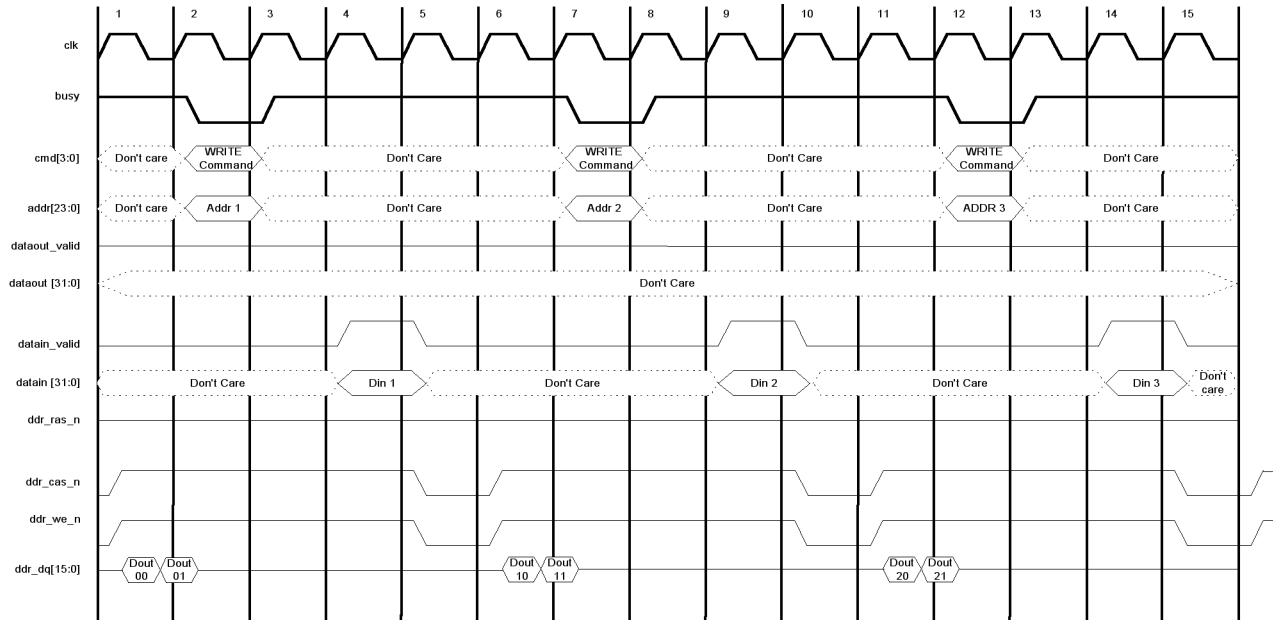 1 2 3 4 5 6 7 8 9 10 11 12 13 14 15
clk
busy
cmd[3:0] Don't care WRITE Command Don't Care WRITE Command Don't Care WRITE Command Don't Care
addr[23:0] Don't care Addr 1 Don't Care Addr 2 Don't Care ADDR 3 Don't Care
dataout_valid
dataout [31:0] Don't Care
datain_valid
datain [31:0] Don't Care Din 1 Don't Care Din 2 Don't Care Din 3 Don't care
ddr_ras_n
ddr_cas_n
ddr_we_n
ddr_dq[15:0] Dout 00 Dout 01 Dout 10 Dout 11 Dout 20 Dout 21